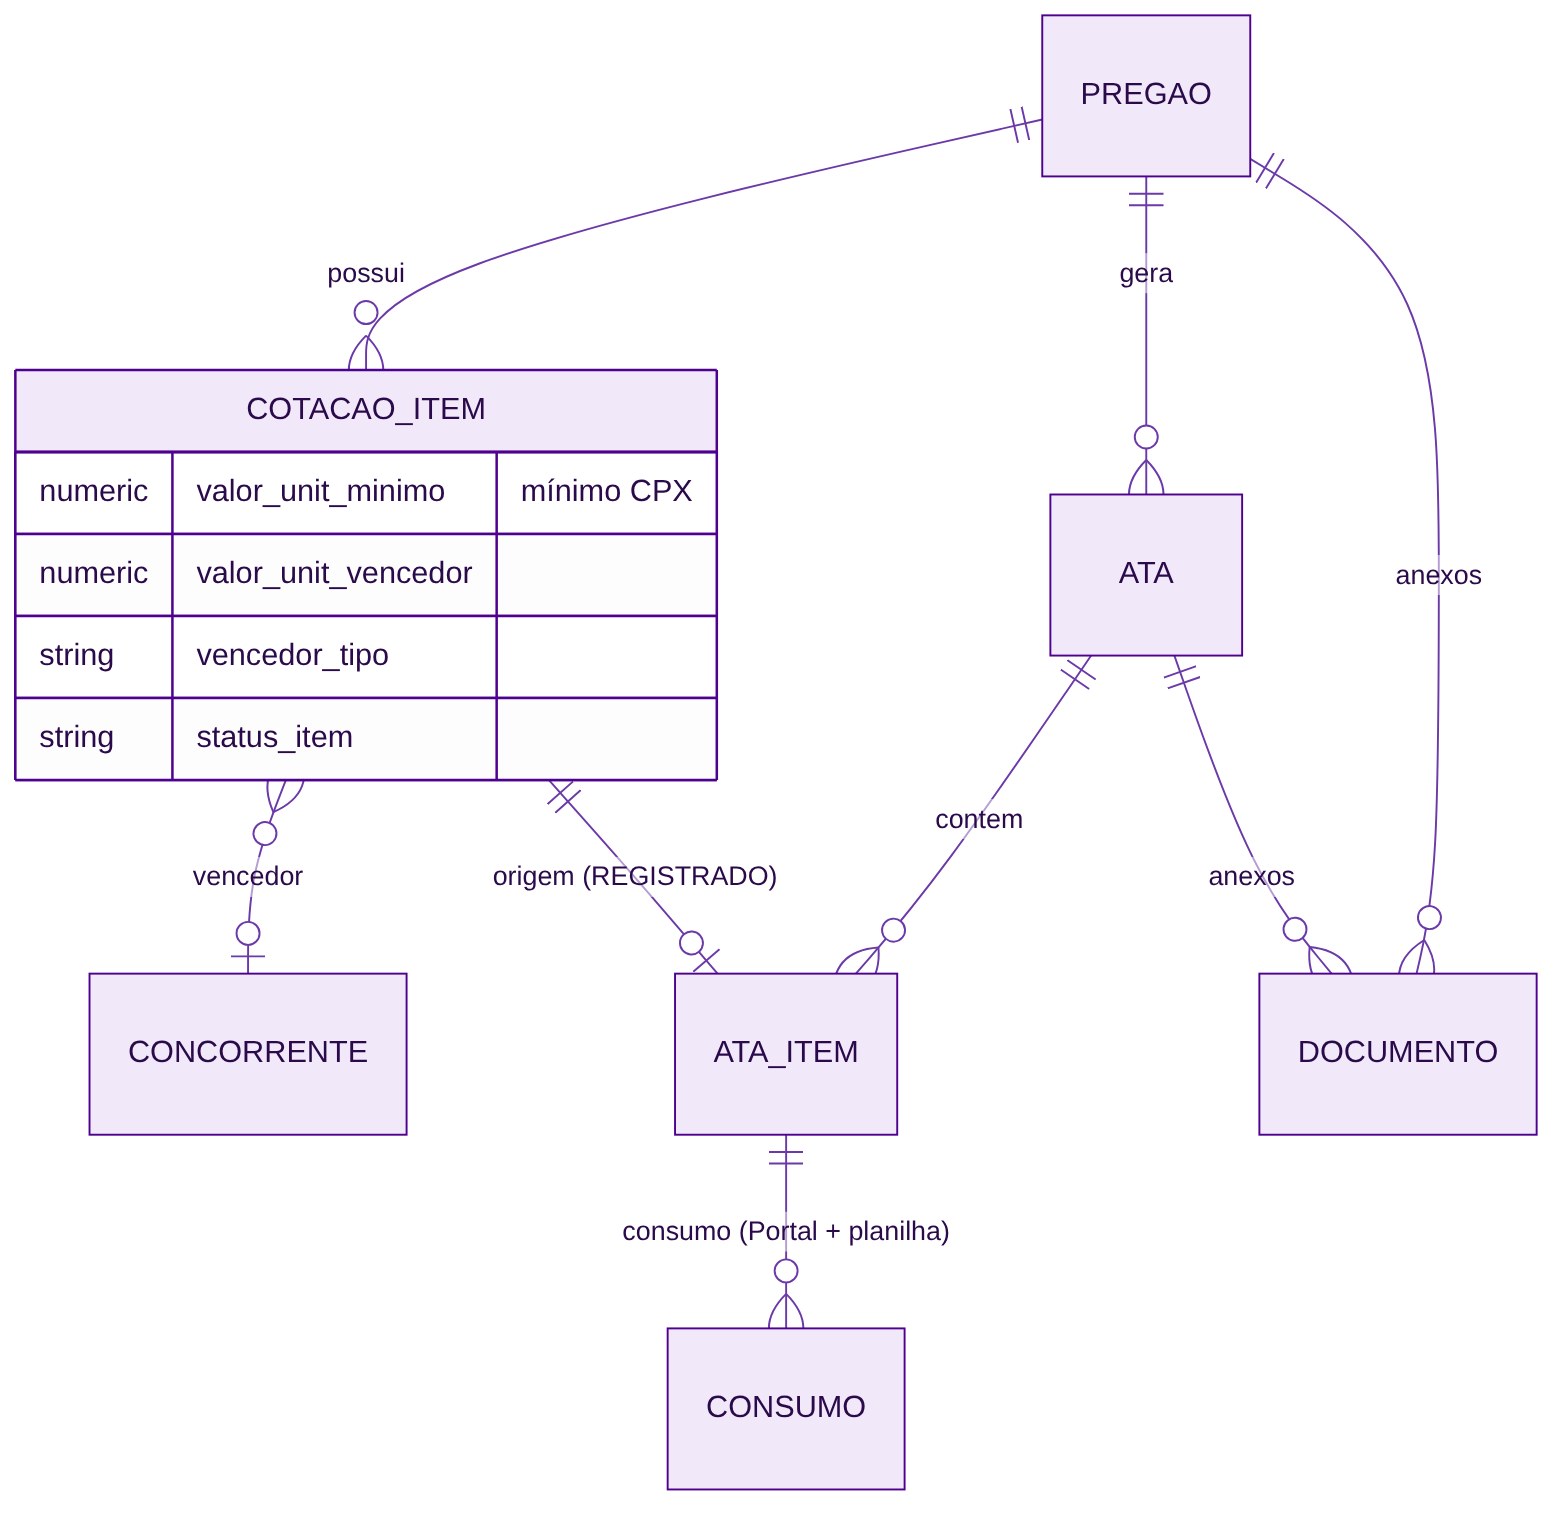 PREGAO
possui
gera
COTACAO_ITEM
numeric valor_unit_minimo mínimo CPX
numeric valor_unit_vencedor
string vencedor_tipo
string status_item
ATA
anexos
contem
vencedor
origem (REGISTRADO)
anexos
CONCORRENTE
ATA_ITEM
DOCUMENTO
consumo (Portal + planilha)
CONSUMO